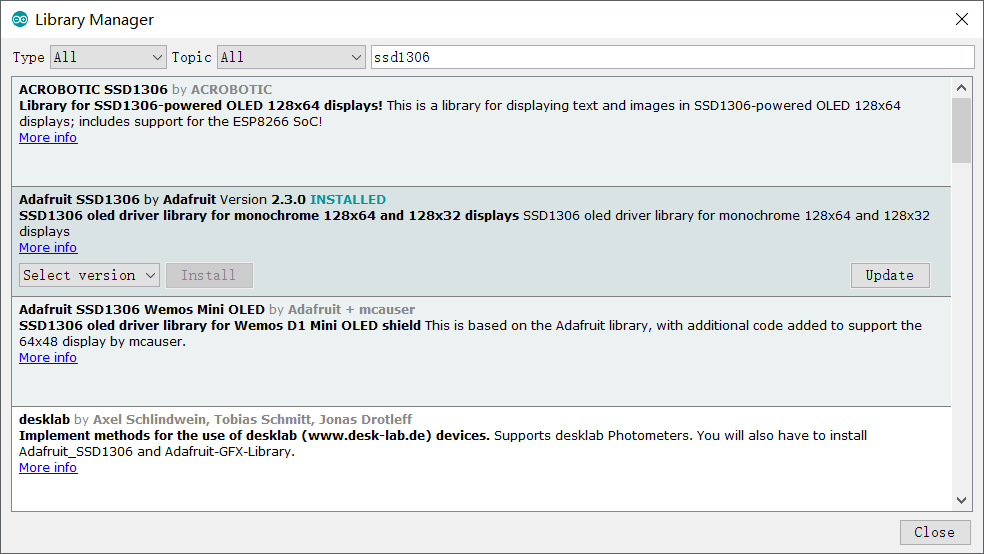 Library Manager
Type All Topic All ssd1306
ACROBOTIC SSD1306 by ACROBOTIC
Library for SSD1306-powered OLED 128x64 displays! This is a library for displaying text and images in SSD1306-powered OLED 128x64
displays; includes support for the ESP8266 SoC!
More info
Adafruit SSD1306 by Adafruit Version 2.3.0 INSTALLED
SSD1306 oled driver library for monochrome 128x64 and 128x32 displays SSD1306 oled driver library for monochrome 128x64 and 128x32
displays
More info
Select version Install Update
Adafruit SSD1306 Wemos Mini OLED by Adafruit + mcauser
SSD1306 oled driver library for Wemos D1 Mini OLED shield This is based on the Adafruit library, with additional code added to support the
64x48 display by mcauser.
More info
desklab by Axel Schlindwein, Tobias Schmitt, Jonas Drotleff
Implement methods for the use of desklab (www.desk-lab.de) devices. Supports desklab Photometers. You will also have to install
Adafruit_SSD1306 and Adafruit-GFX-Library.
More info
Close